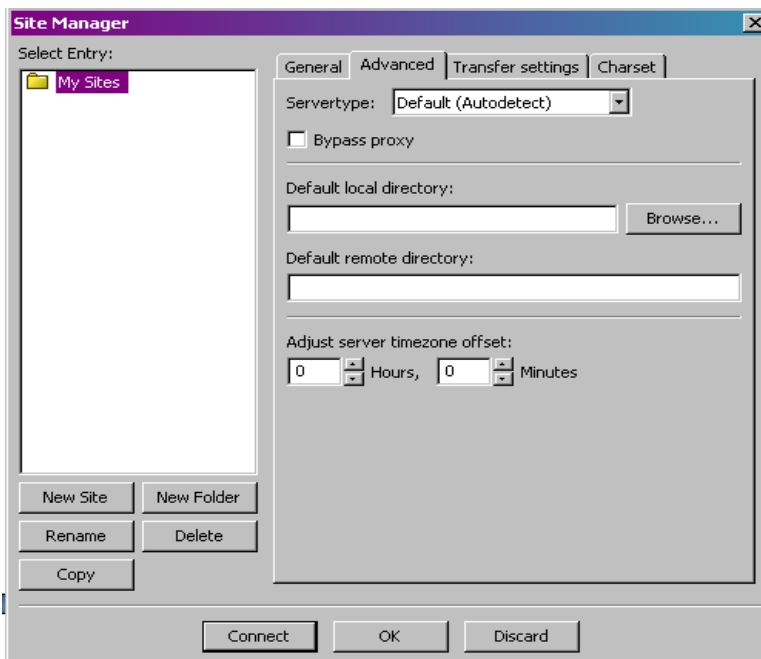 Site Manager
Select Entry:
My Sites
General Advanced Transfer settings Charset
Servertype: Default (Autodetect)
Bypass proxy
Default local directory:
Browse...
Default remote directory:
Adjust server timezone offset:
0 Hours, 0 Minutes
New Site New Folder
Rename Delete
Copy
Connect OK Discard